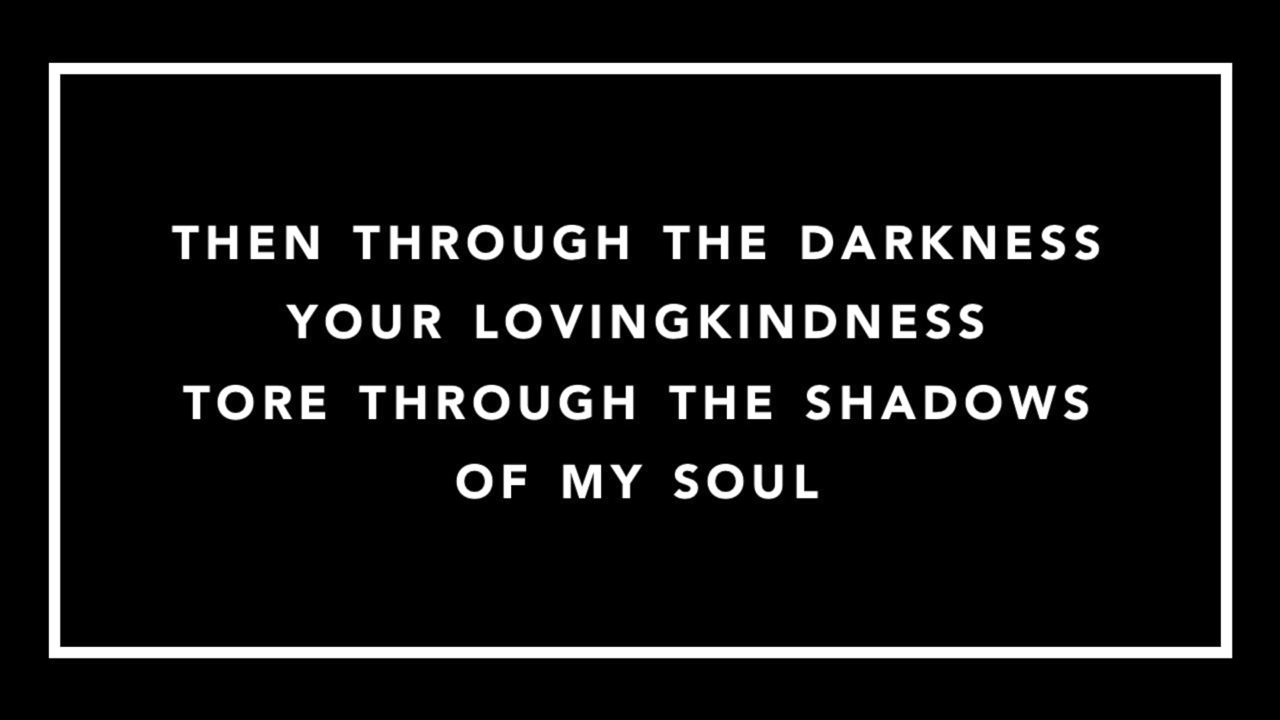 THEN THROUGH THE DARKNESS
YOUR LOVINGKINDNESS
TORE THROUGH THE SHADOWS
OF MY SOUL